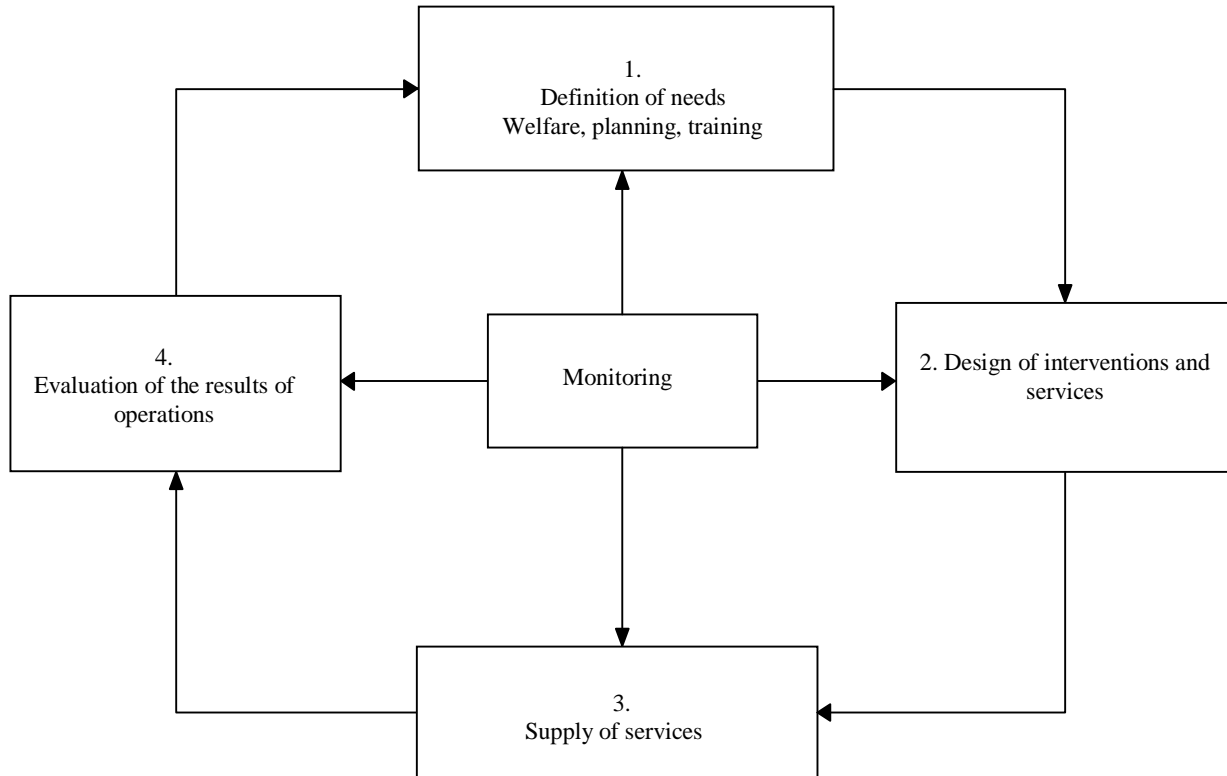 1.
Definition of needs
Welfare, planning, training
4.
Evaluation of the results of
operations
Monitoring
2. Design of interventions and
services
3.
Supply of services